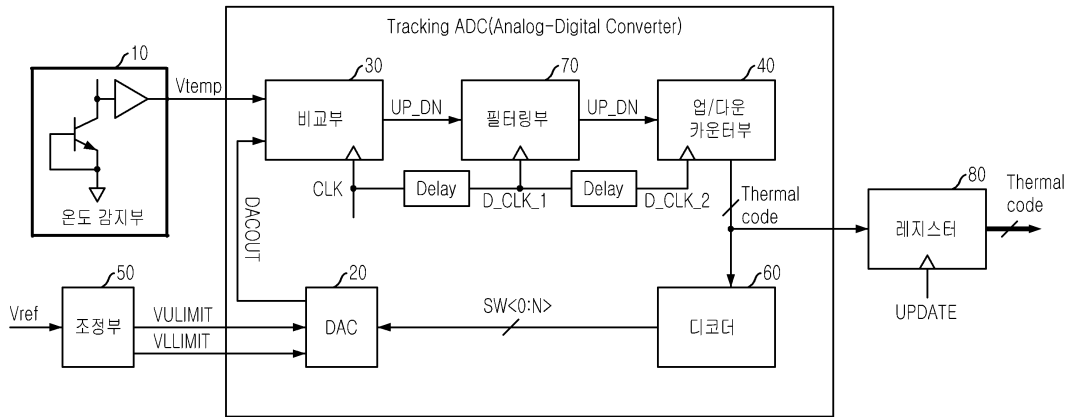 Tracking ADC(Analog-Digital Converter)
10
Vtemp
온도 감지부
30
비교부
UP_DN
70
필터링부
UP_DN
40
업/다운
카운터부
CLK
Delay
D_CLK_1
Delay
D_CLK_2
Thermal
code
80
레지스터
Thermal
code
UPDATE
DACOUT
50
Vref
조정부
VULIMIT
VLLIMIT
20
DAC
SW<0:N>
60
디코더